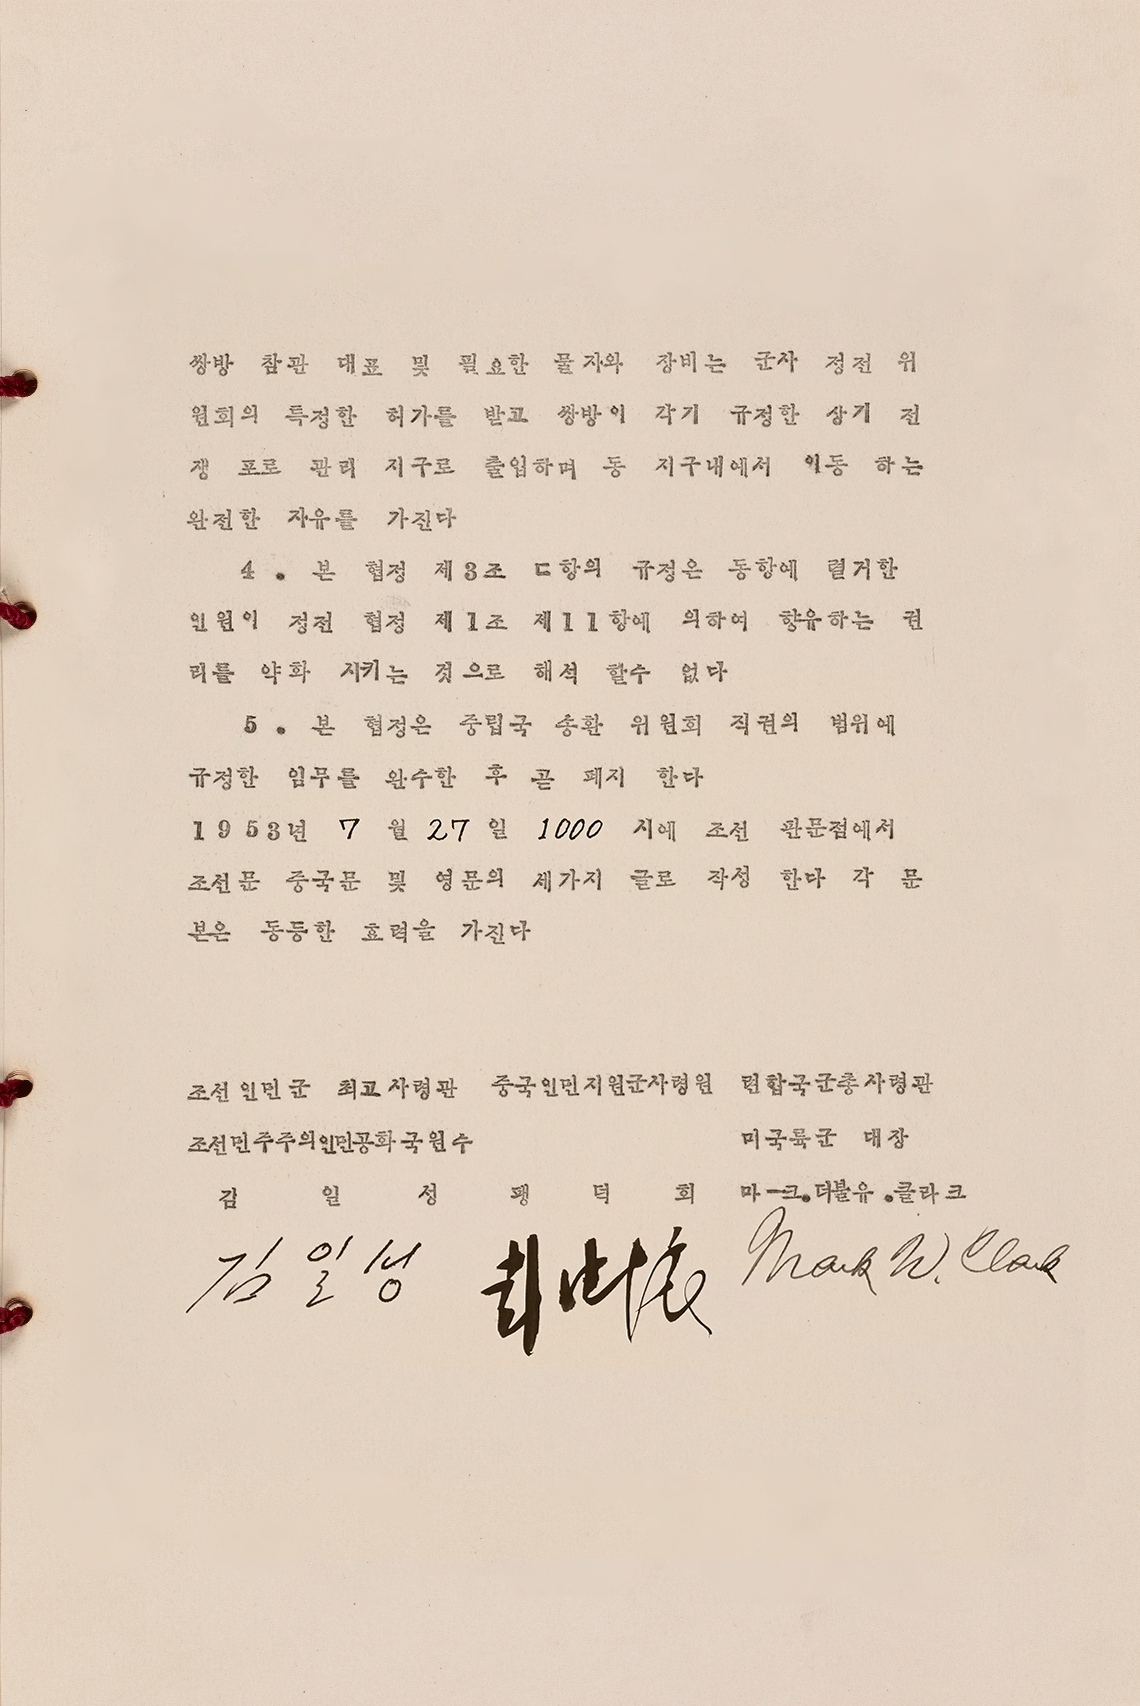 쌍방 참관 대표 및 필요한 물자와 장비는 군사 정전 위
원회의 특정한 허가를 받고 쌍방이 각기 규정한 상기 전
쟁 포로 관리 지구로 출입하며 동 지구내에서 이동 하는
완전한 자유를 가진다
4. 본 협정 제3조 ㄷ항의 규정은 동항에 렬거한
인원이 정전 협정 제1조 제11항에 의하여 향유하는 권
리를 약화 시키는 것으로 해석 할수 없다
5. 본 협정은 중립국 송환 위원회 직권의 범위에
규정한 임무를 완수한 후 곧 페지 한다
1953년 7 월 27 일 1000 시에 조선 판문점에서
조선문 중국문 및 영문의 세가지 글로 작성 한다 각 문
본은 동등한 효력을 가진다
조선인민군 최고사령관 중국인민지원군사령원 련합국군총사령관
조선민주주의인민공화국원수 미국륙군 대장
김 일 성 팽 덕 회 마ー크.더불유.클라크
김일성 彭德怀 Mark W. Clark